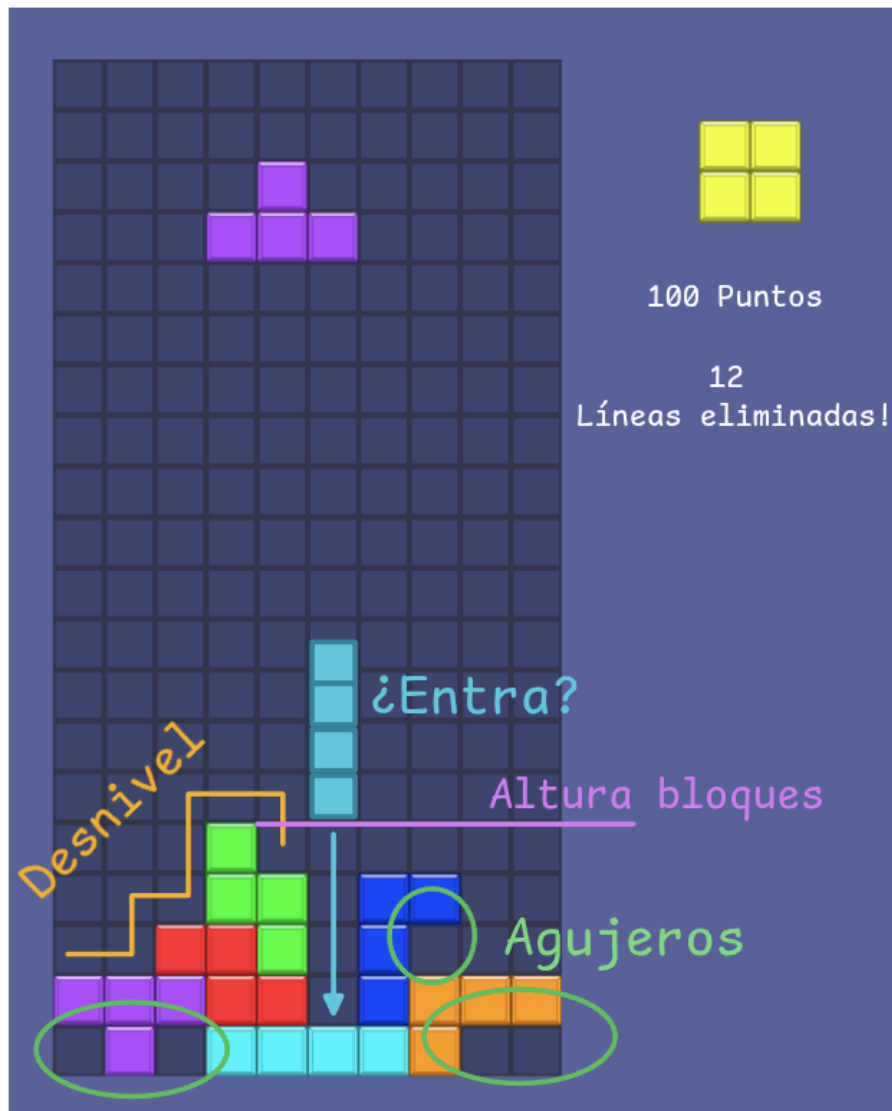 100 Puntos
12
Líneas eliminadas!
¿Entra?
Desnivel
Altura bloques
Agujeros